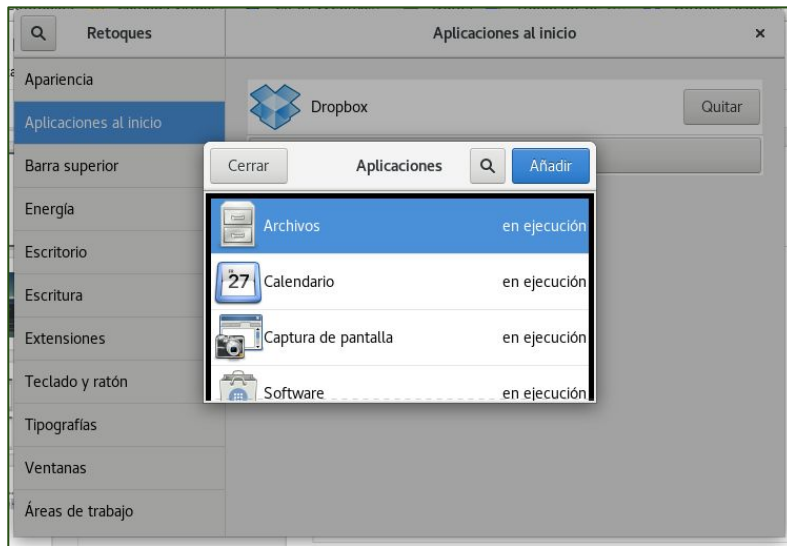 Retoques
Aplicaciones al inicio
Apariencia
Aplicaciones al inicio
Barra superior
Energía
Escritorio
Escritura
Extensiones
Teclado y ratón
Tipografías
Ventanas
Áreas de trabajo
Dropbox Quitar
Cerrar Aplicaciones Añadir
Archivos en ejecución
27 Calendario en ejecución
Captura de pantalla en ejecución
Software en ejecución